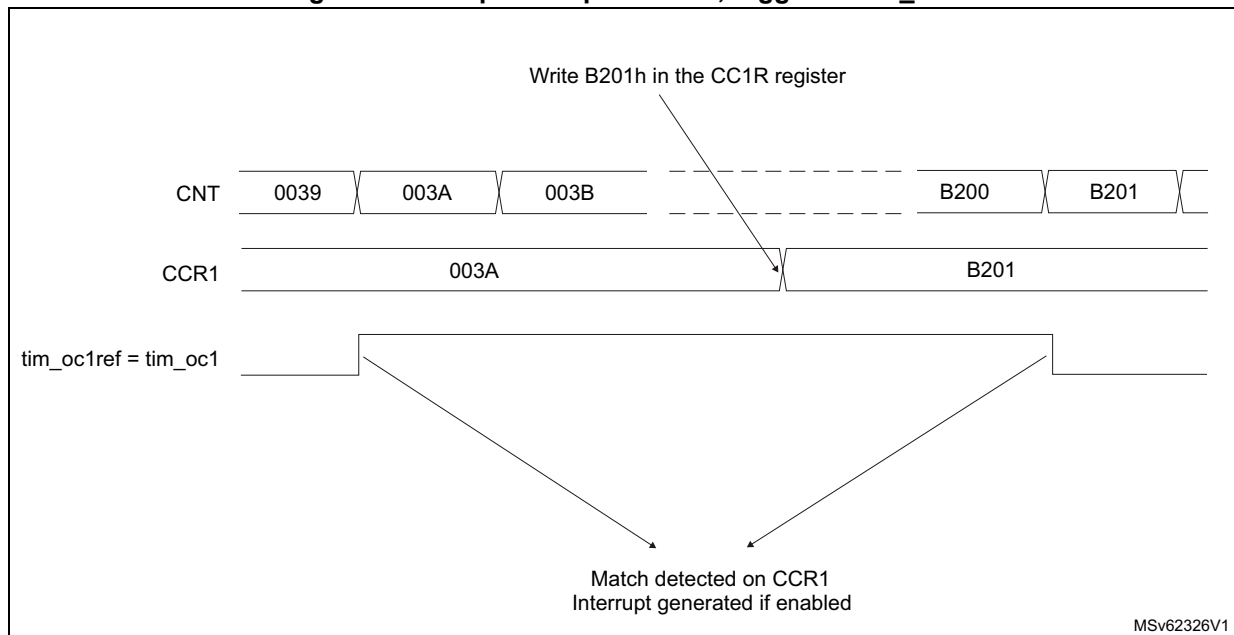 Write B201h in the CC1R register
CNT 0039 003A 003B B200 B201
CCR1 003A B201
tim_oc1ref = tim_oc1
Match detected on CCR1
Interrupt generated if enabled
MSv62326V1